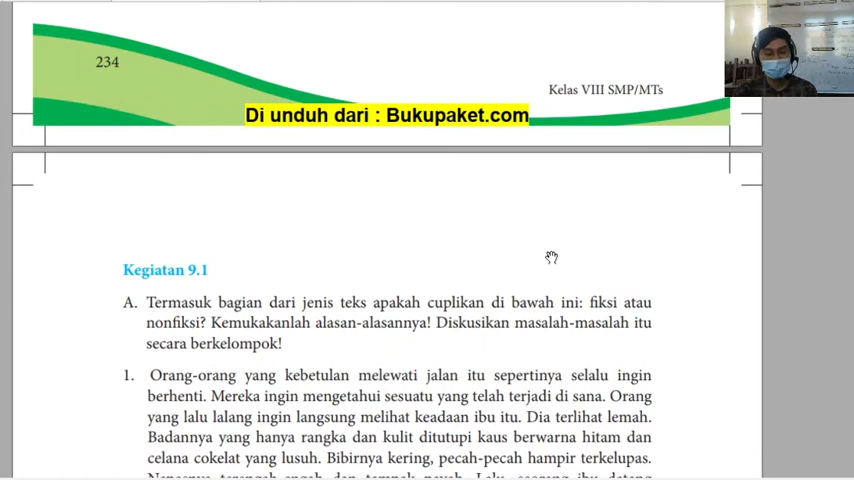 234
Kelas VIII SMP/MTs
Di unduh dari : Bukupaket.com
Kegiatan 9.1
A. Termasuk bagian dari jenis teks apakah cuplikan di bawah ini: fiksi atau
nonfiksi? Kemukakanlah alasan-alasannya! Diskusikan masalah-masalah itu
secara berkelompok!
1. Orang-orang yang kebetulan melewati jalan itu sepertinya selalu ingin
berhenti. Mereka ingin mengetahui sesuatu yang telah terjadi di sana. Orang
yang lalu lalang ingin langsung melihat keadaan ibu itu. Dia terlihat lemah.
Badannya yang hanya rangka dan kulit ditutupi kaus berwarna hitam dan
celana cokelat yang lusuh. Bibirnya kering, pecah-pecah hampir terkelupas.